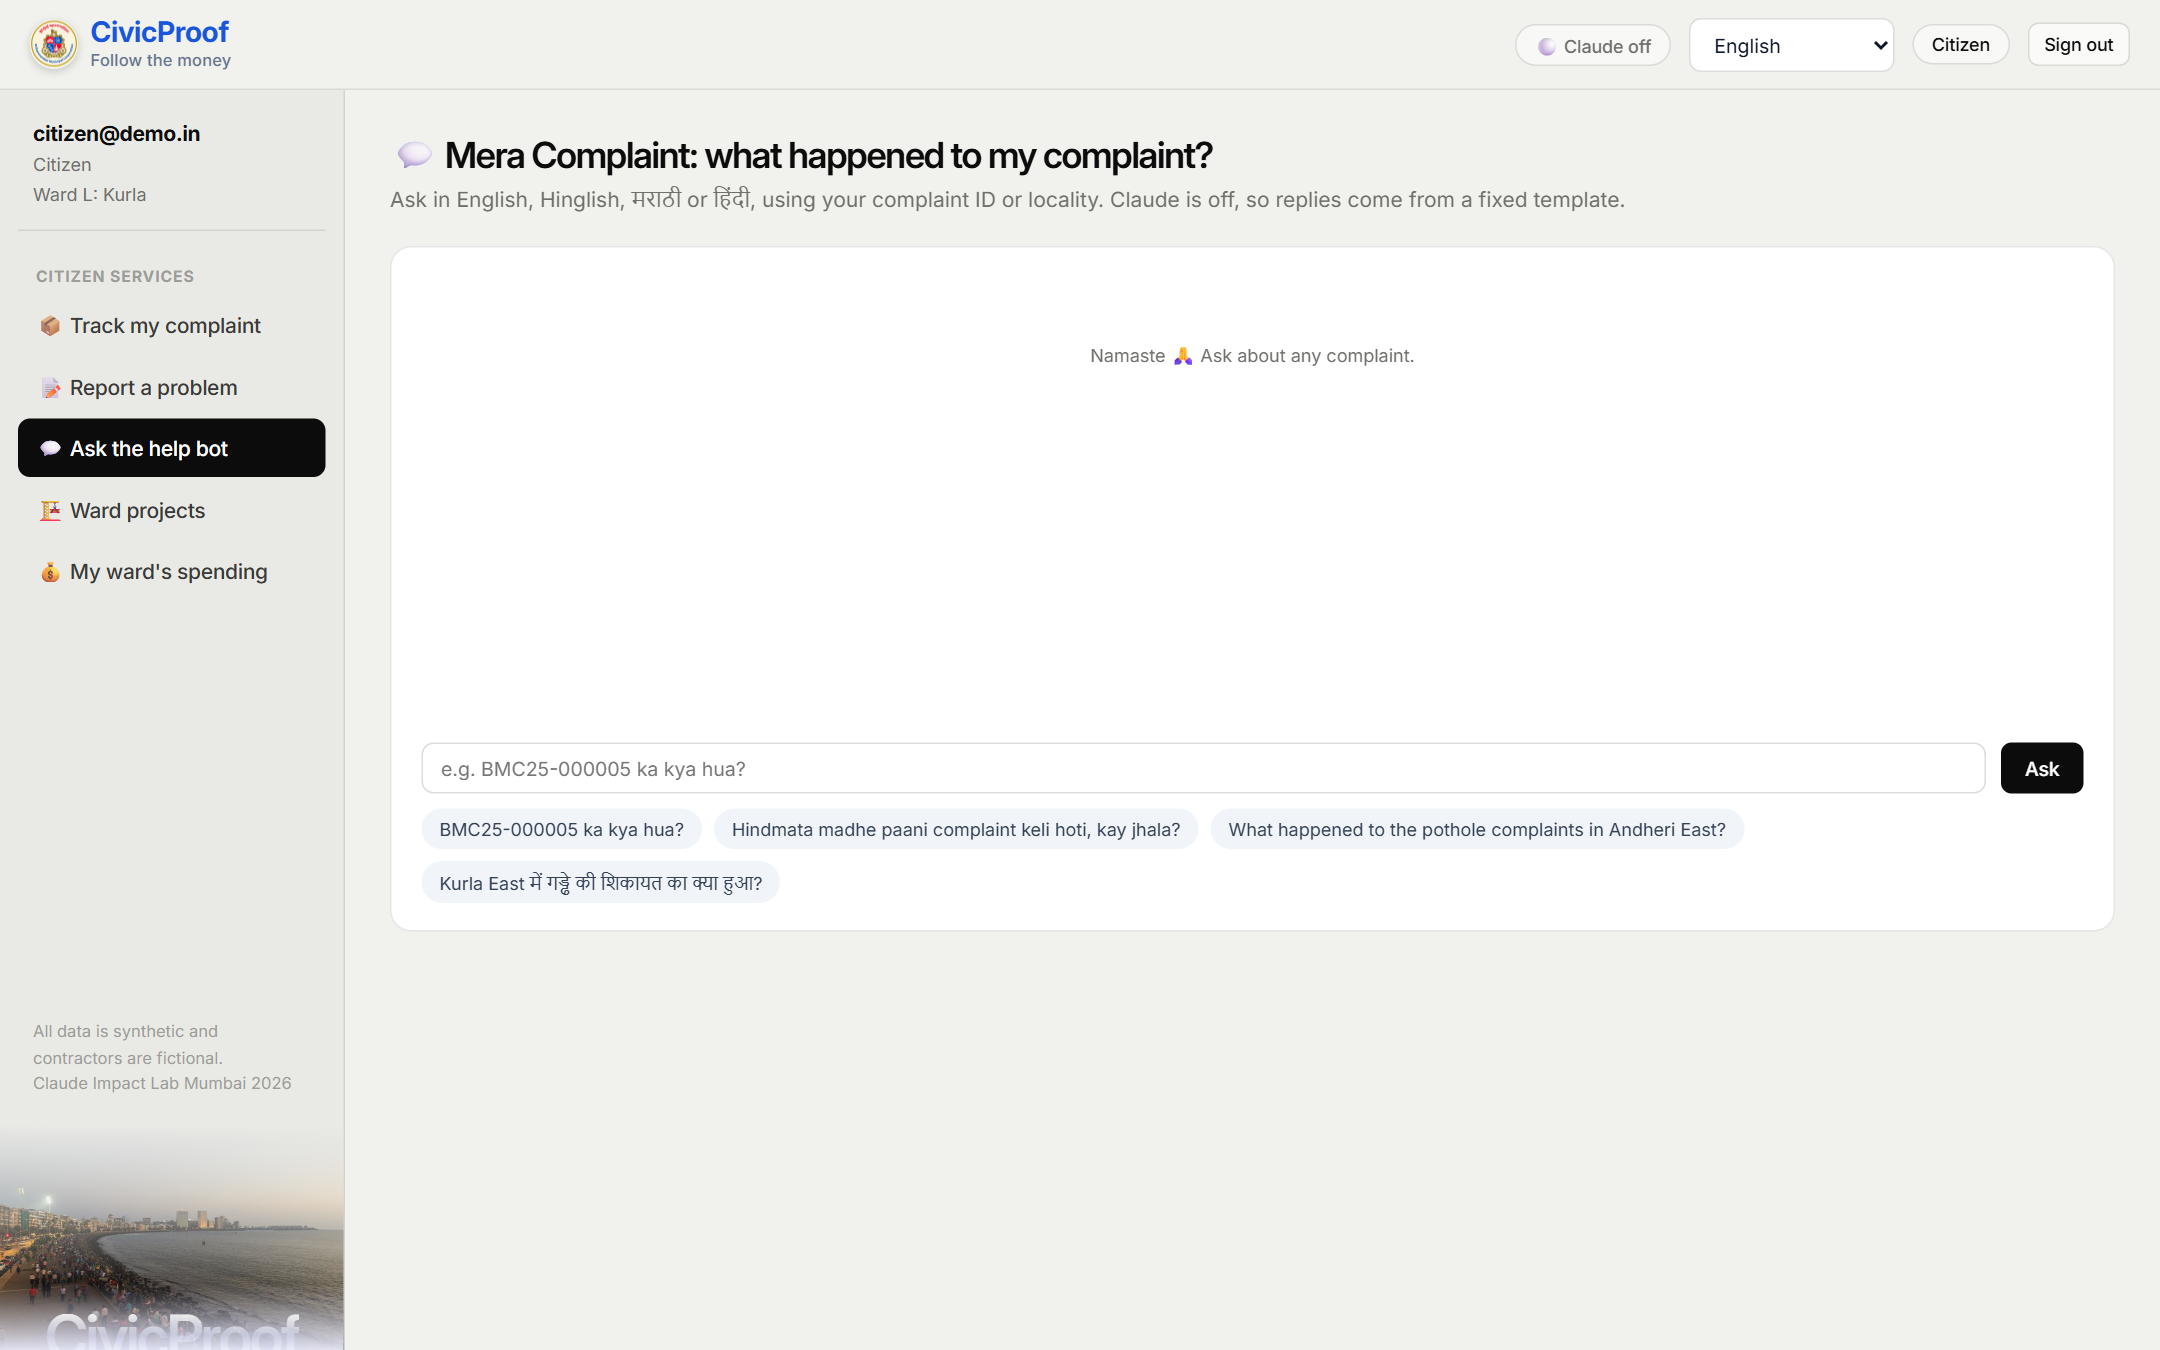 CivicProof
Follow the money
Claude off
English
Citizen
Sign out
citizen@demo.in
Citizen
Ward L: Kurla
CITIZEN SERVICES
Track my complaint
Report a problem
Ask the help bot
Ward projects
My ward's spending
All data is synthetic and
contractors are fictional.
Claude Impact Lab Mumbai 2026
CivicProof
Mera Complaint: what happened to my complaint?
Ask in English, Hinglish, मराठी or हिंदी, using your complaint ID or locality. Claude is off, so replies come from a fixed template.
Namaste 🙏 Ask about any complaint.
e.g. BMC25-000005 ka kya hua?
Ask
BMC25-000005 ka kya hua?
Hindmata madhe paani complaint keli hoti, kay jhala?
What happened to the pothole complaints in Andheri East?
Kurla East में गड्ढे की शिकायत का क्या हुआ?